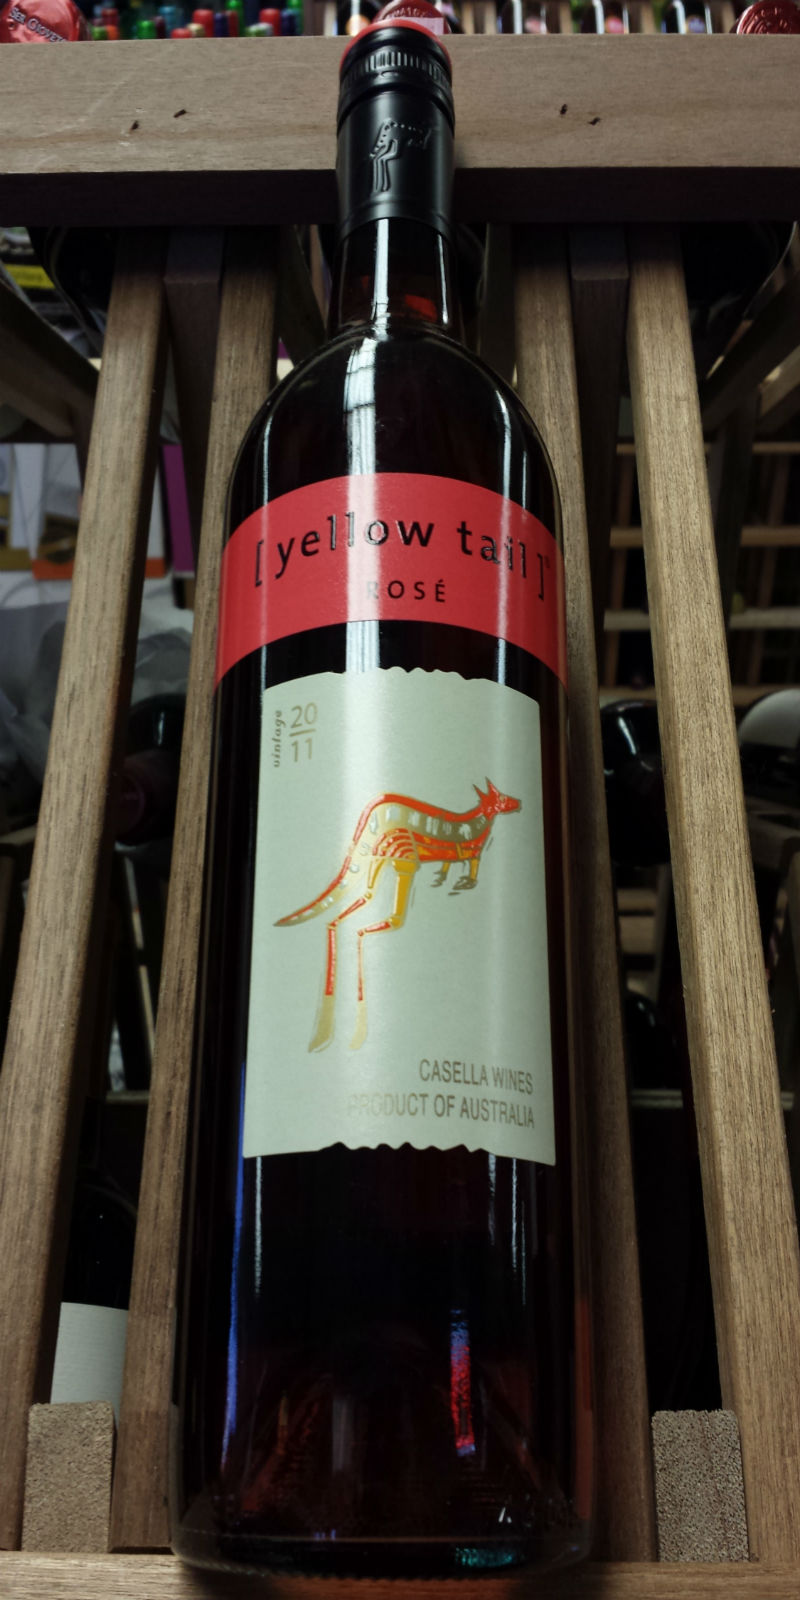 [ yellow tail ]®
ROSÉ
vintage
20
11
CASELLA WINES
PRODUCT OF AUSTRALIA